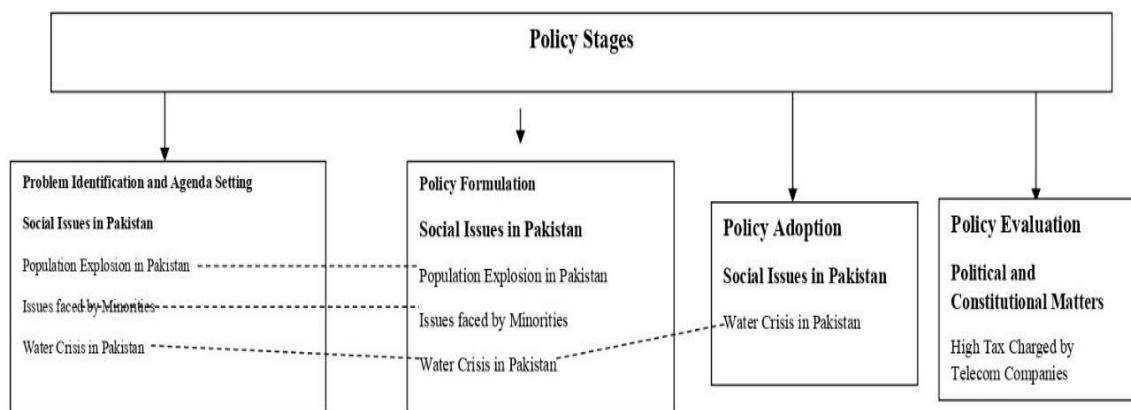 Policy Stages
Problem Identification and Agenda Setting
Social Issues in Pakistan
Population Explosion in Pakistan
Issues faced by Minorities
Water Crisis in Pakistan
Policy Formulation
Social Issues in Pakistan
Population Explosion in Pakistan
Issues faced by Minorities
Water Crisis in Pakistan
Policy Adoption
Social Issues in Pakistan
Water Crisis in Pakistan
Policy Evaluation
Political and
Constitutional Matters
High Tax Charged by
Telecom Companies